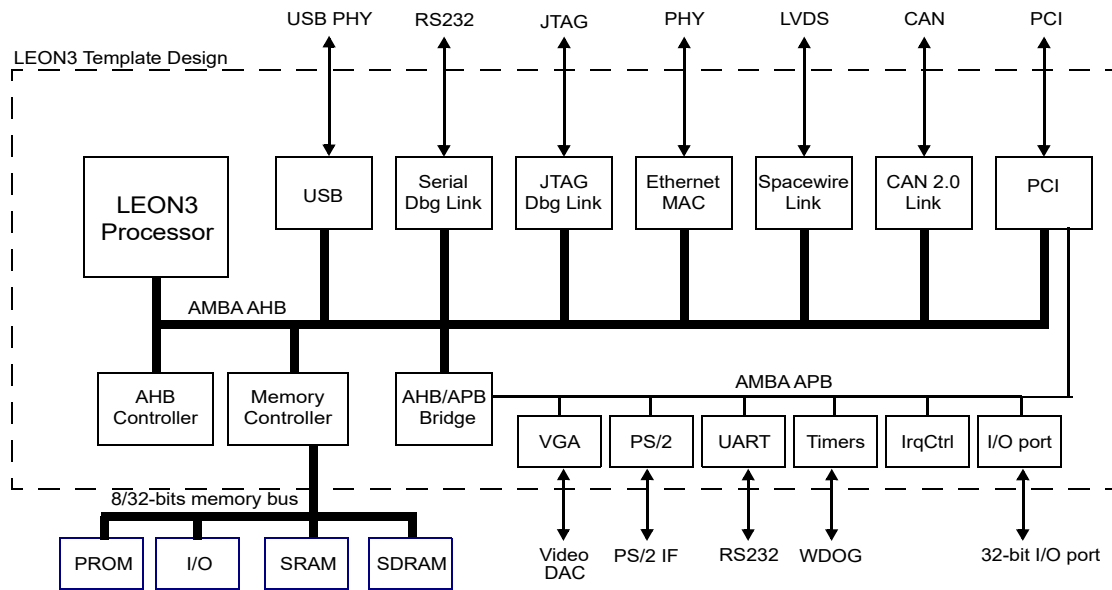 USB PHY
RS232
JTAG
PHY
LVDS
CAN
PCI
LEON3 Template Design
LEON3
Processor
USB
Serial
Dbg Link
JTAG
Dbg Link
Ethernet
MAC
Spacewire
Link
CAN 2.0
Link
PCI
AMBA AHB
AHB
Controller
Memory
Controller
AHB/APB
Bridge
AMBA APB
VGA
PS/2
UART
Timers
IrqCtrl
I/O port
8/32-bits memory bus
PROM
I/O
SRAM
SDRAM
Video
DAC
PS/2 IF
RS232
WDOG
32-bit I/O port